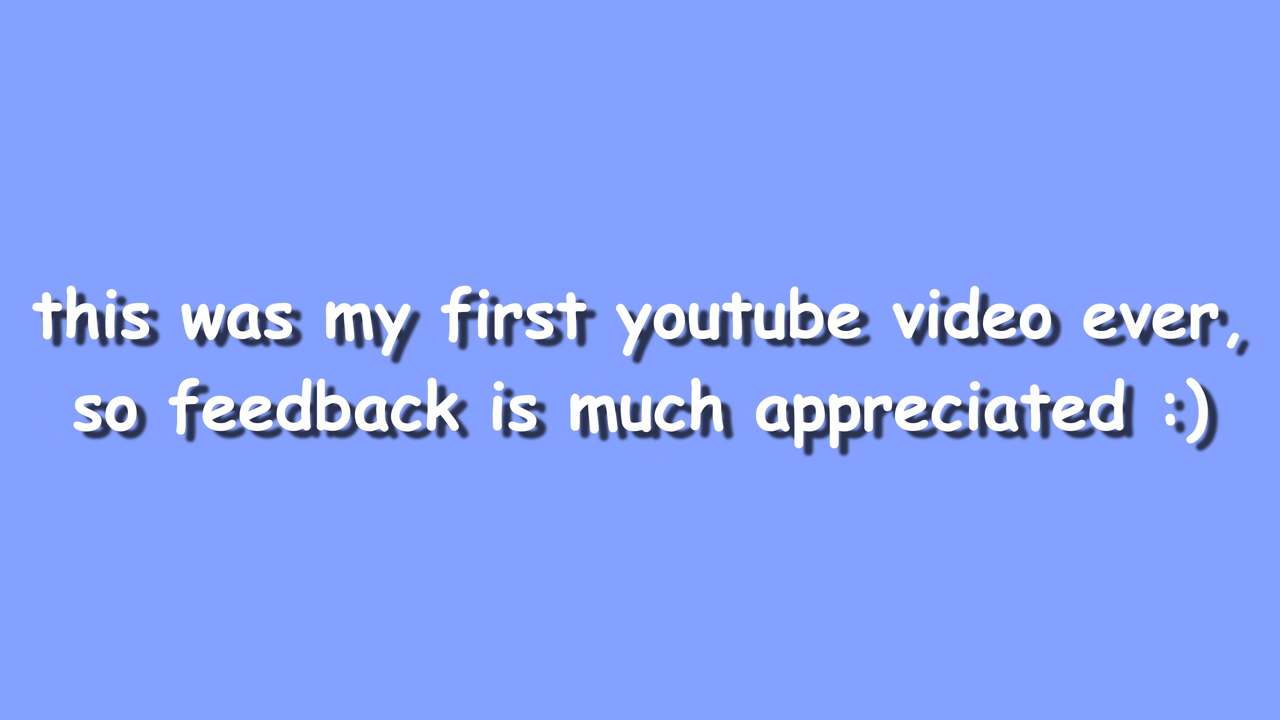 this was my first youtube video ever,
so feedback is much appreciated :)